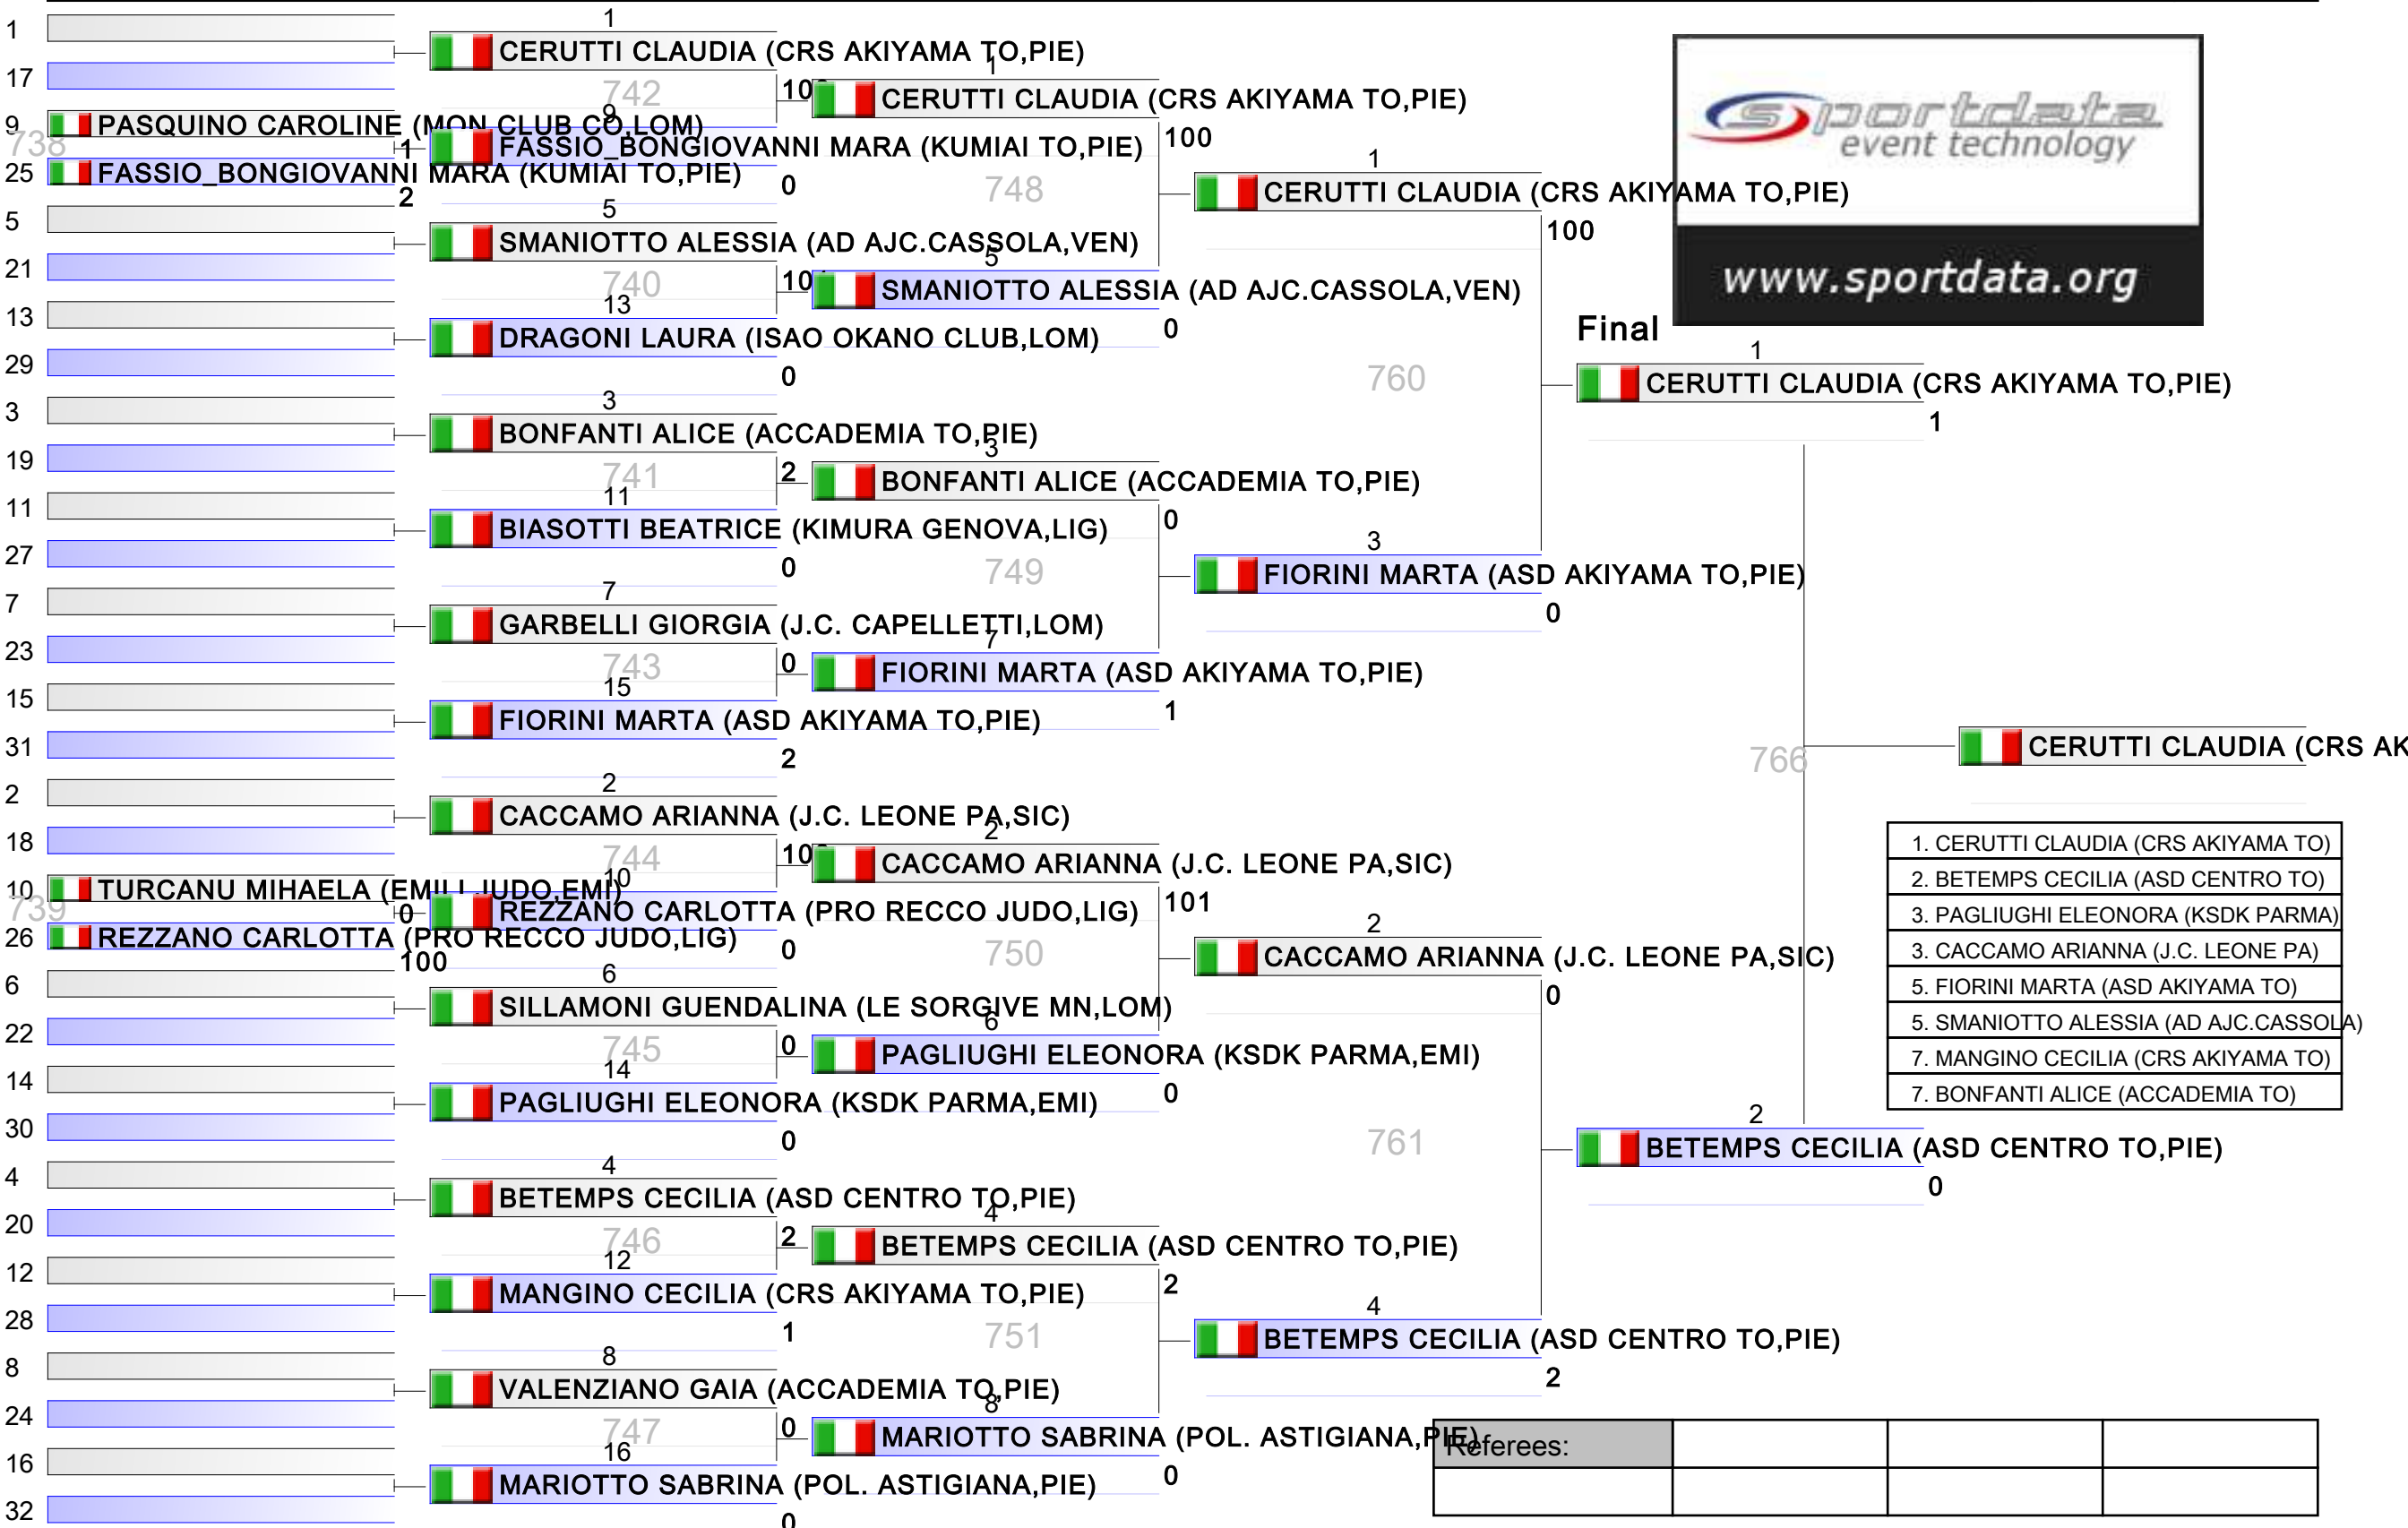 1
17
9 PASQUINO CAROLINE (MON CLUB CO,LOM)
738
1
25 FASSIO_BONGIOVANNI MARA (KUMIAI TO,PIE)
2
5
21
13
29
3
19
11
27
7
23
15
31
2
18
10 TURCANU MIHAELA (EMILI JUDO,EMI)
739
0
26 REZZANO CARLOTTA (PRO RECCO JUDO,LIG)
100
6
22
14
30
4
20
12
28
8
24
16
32
1
CERUTTI CLAUDIA (CRS AKIYAMA TO,PIE)
742
10
9
FASSIO_BONGIOVANNI MARA (KUMIAI TO,PIE)
0
5
SMANIOTTO ALESSIA (AD AJC.CASSOLA,VEN)
740
10
13
DRAGONI LAURA (ISAO OKANO CLUB,LOM)
0
3
BONFANTI ALICE (ACCADEMIA TO,PIE)
741
2
11
BIASOTTI BEATRICE (KIMURA GENOVA,LIG)
0
7
GARBELLI GIORGIA (J.C. CAPELLETTI,LOM)
743
0
15
FIORINI MARTA (ASD AKIYAMA TO,PIE)
2
2
CACCAMO ARIANNA (J.C. LEONE PA,SIC)
744
10
10
REZZANO CARLOTTA (PRO RECCO JUDO,LIG)
0
6
SILLAMONI GUENDALINA (LE SORGIVE MN,LOM)
745
0
14
PAGLIUGHI ELEONORA (KSDK PARMA,EMI)
0
4
BETEMPS CECILIA (ASD CENTRO TO,PIE)
746
2
12
MANGINO CECILIA (CRS AKIYAMA TO,PIE)
1
8
VALENZIANO GAIA (ACCADEMIA TO,PIE)
747
0
16
MARIOTTO SABRINA (POL. ASTIGIANA,PIE)
0
1
CERUTTI CLAUDIA (CRS AKIYAMA TO,PIE)
100
748
5
SMANIOTTO ALESSIA (AD AJC.CASSOLA,VEN)
0
3
BONFANTI ALICE (ACCADEMIA TO,PIE)
0
749
7
FIORINI MARTA (ASD AKIYAMA TO,PIE)
1
2
CACCAMO ARIANNA (J.C. LEONE PA,SIC)
101
750
6
PAGLIUGHI ELEONORA (KSDK PARMA,EMI)
0
4
BETEMPS CECILIA (ASD CENTRO TO,PIE)
2
751
8
MARIOTTO SABRINA (POL. ASTIGIANA,PIE)
0
1
CERUTTI CLAUDIA (CRS AKIYAMA TO,PIE)
100
760
3
FIORINI MARTA (ASD AKIYAMA TO,PIE)
0
2
CACCAMO ARIANNA (J.C. LEONE PA,SIC)
0
761
4
BETEMPS CECILIA (ASD CENTRO TO,PIE)
2
sportdata
event technology
www.sportdata.org
Final
1
CERUTTI CLAUDIA (CRS AKIYAMA TO,PIE)
1
766
2
BETEMPS CECILIA (ASD CENTRO TO,PIE)
0
CERUTTI CLAUDIA (CRS AK
1. CERUTTI CLAUDIA (CRS AKIYAMA TO)
2. BETEMPS CECILIA (ASD CENTRO TO)
3. PAGLIUGHI ELEONORA (KSDK PARMA)
3. CACCAMO ARIANNA (J.C. LEONE PA)
5. FIORINI MARTA (ASD AKIYAMA TO)
5. SMANIOTTO ALESSIA (AD AJC.CASSOLA)
7. MANGINO CECILIA (CRS AKIYAMA TO)
7. BONFANTI ALICE (ACCADEMIA TO)
Referees: